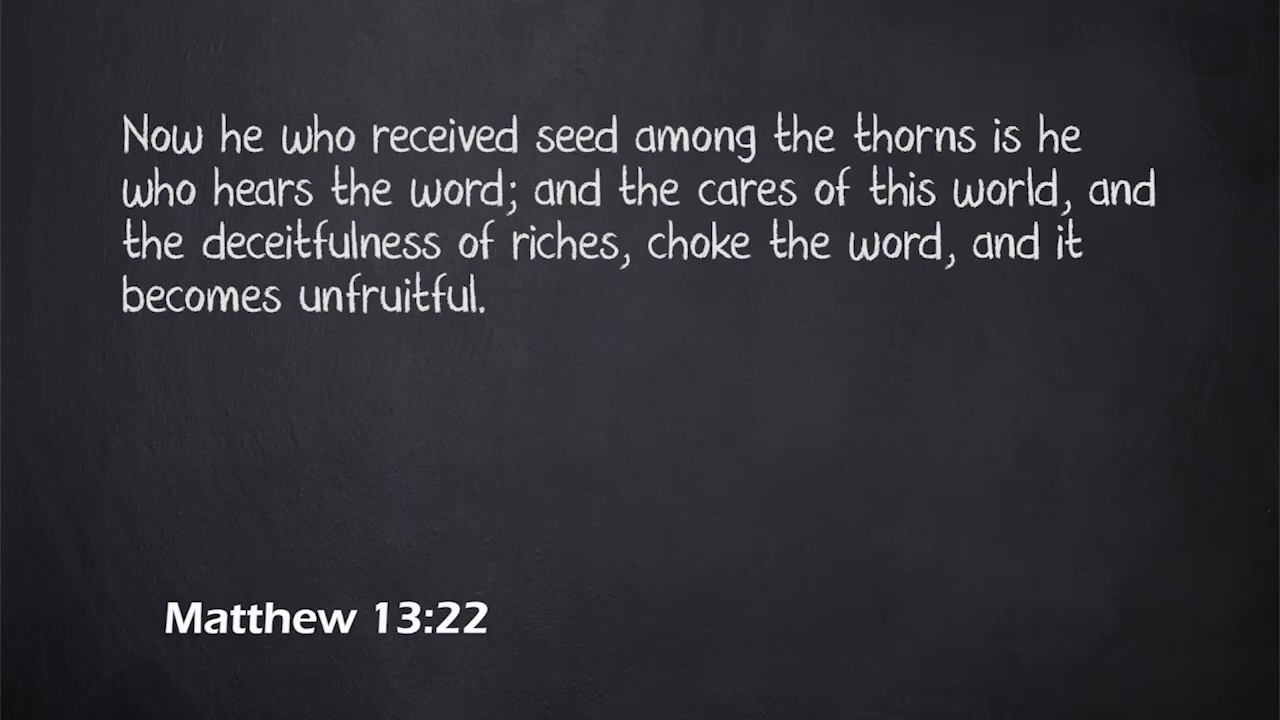 Now he who received seed among the thorns is he
who hears the word; and the cares of this world, and
the deceitfulness of riches, choke the word, and it
becomes unfruitful.
Matthew 13:22